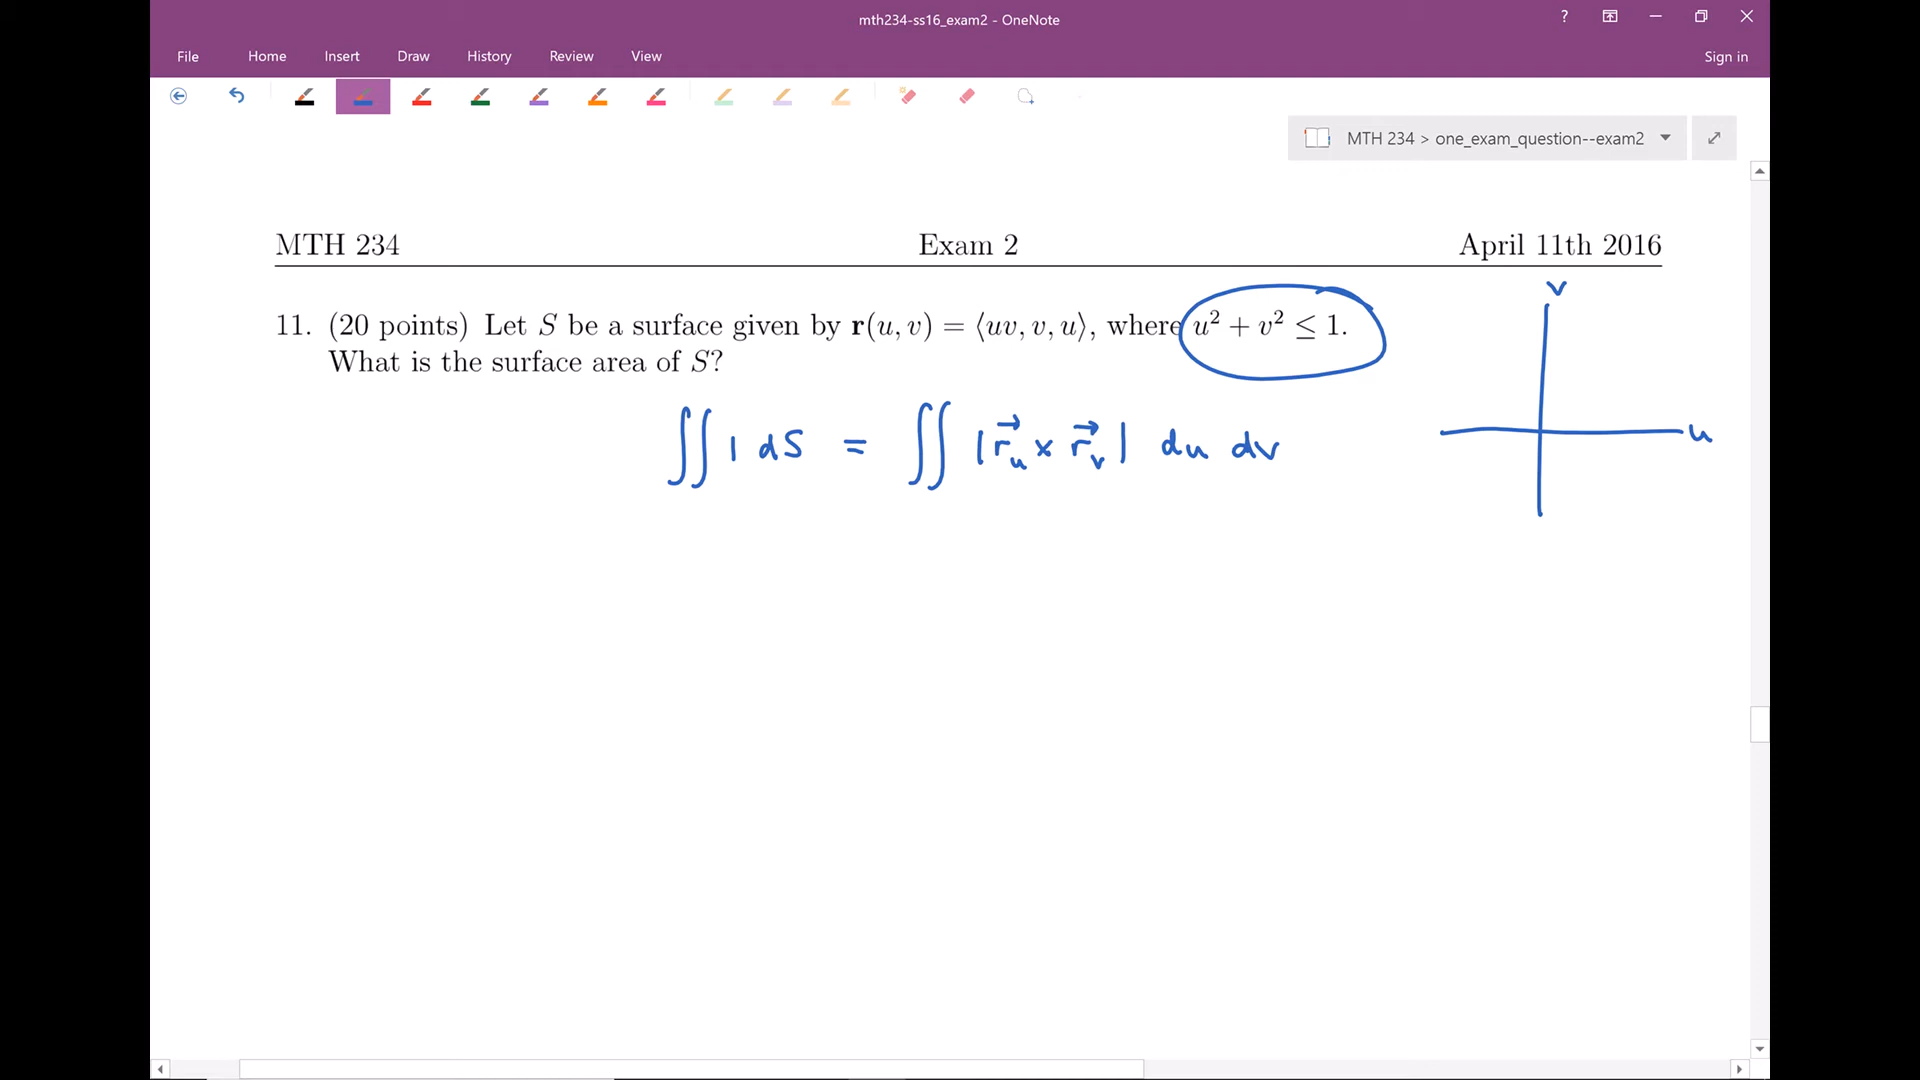 mth234-ss16_exam2 - OneNote
?
File Home Insert Draw History Review View Sign in
MTH 234 > one_exam_question--exam2
MTH 234 Exam 2 April 11th 2016
v
11. (20 points) Let S be a surface given by r(u, v) = ⟨uv, v, u⟩, where u² + v² ≤ 1.
What is the surface area of S?
∬ 1 dS = ∬ |r⃗ᵤ × r⃗ᵥ| du dv
u